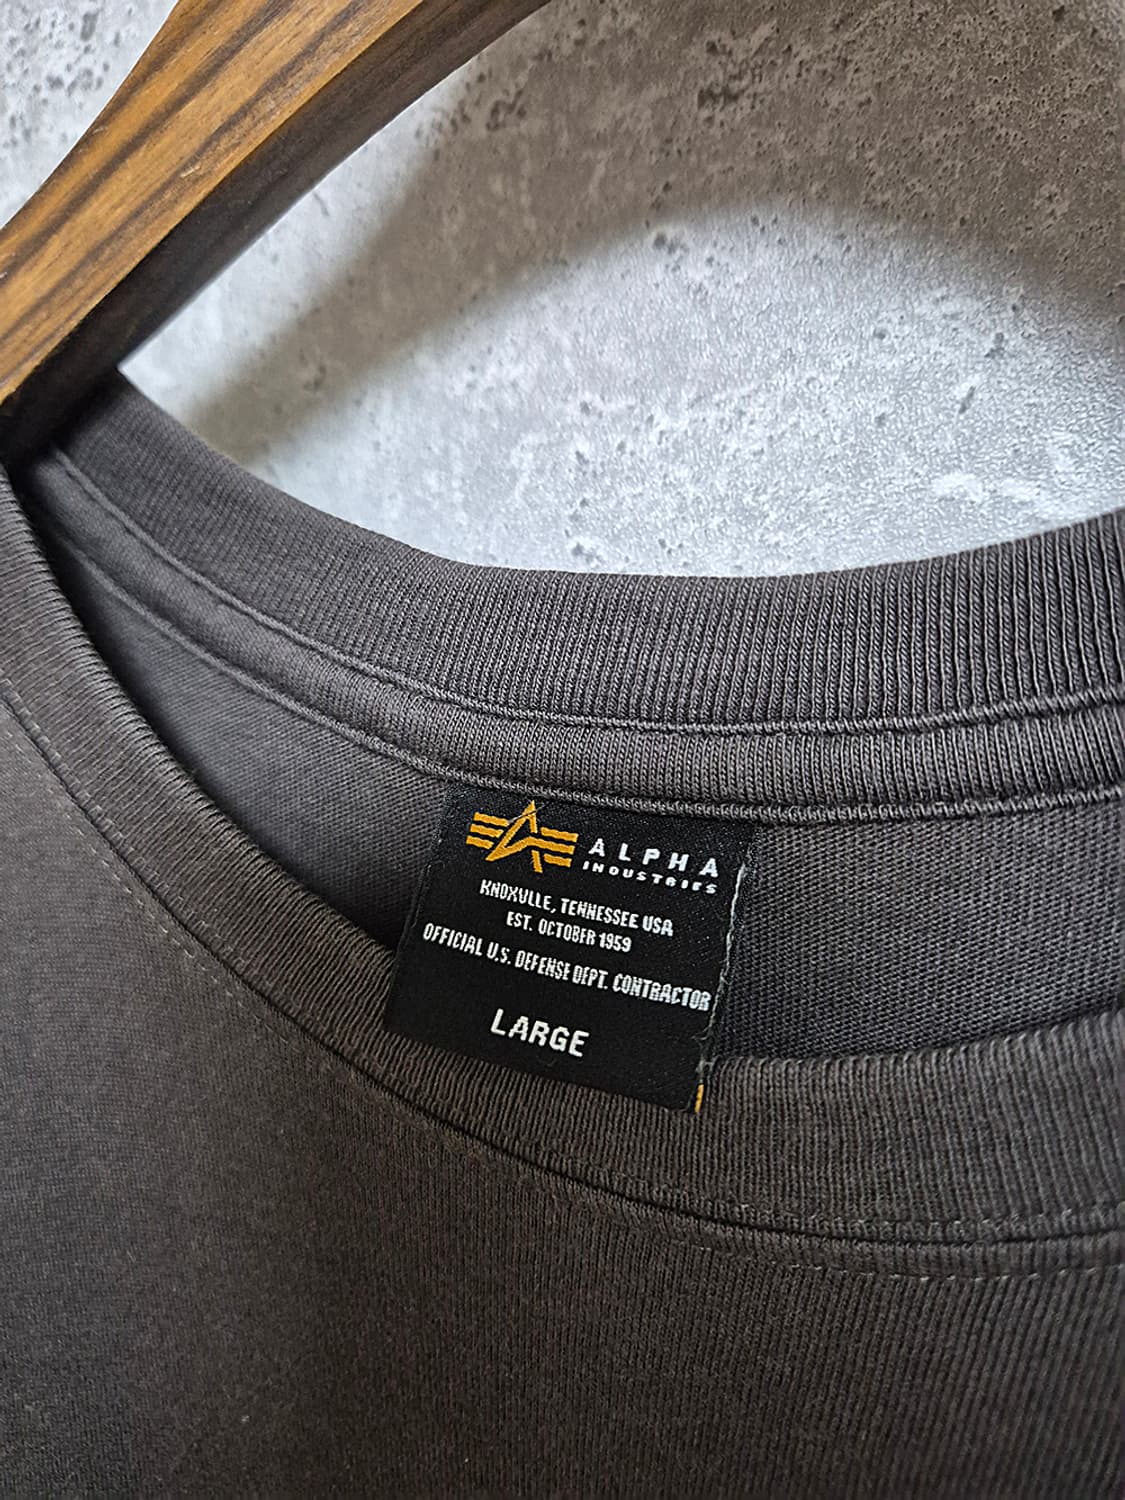 ALPHA
INDUSTRIES
KNOXVILLE, TENNESSEE USA
EST. OCTOBER 1959
OFFICIAL U.S. DEFENSE DEPT. CONTRACTOR
LARGE